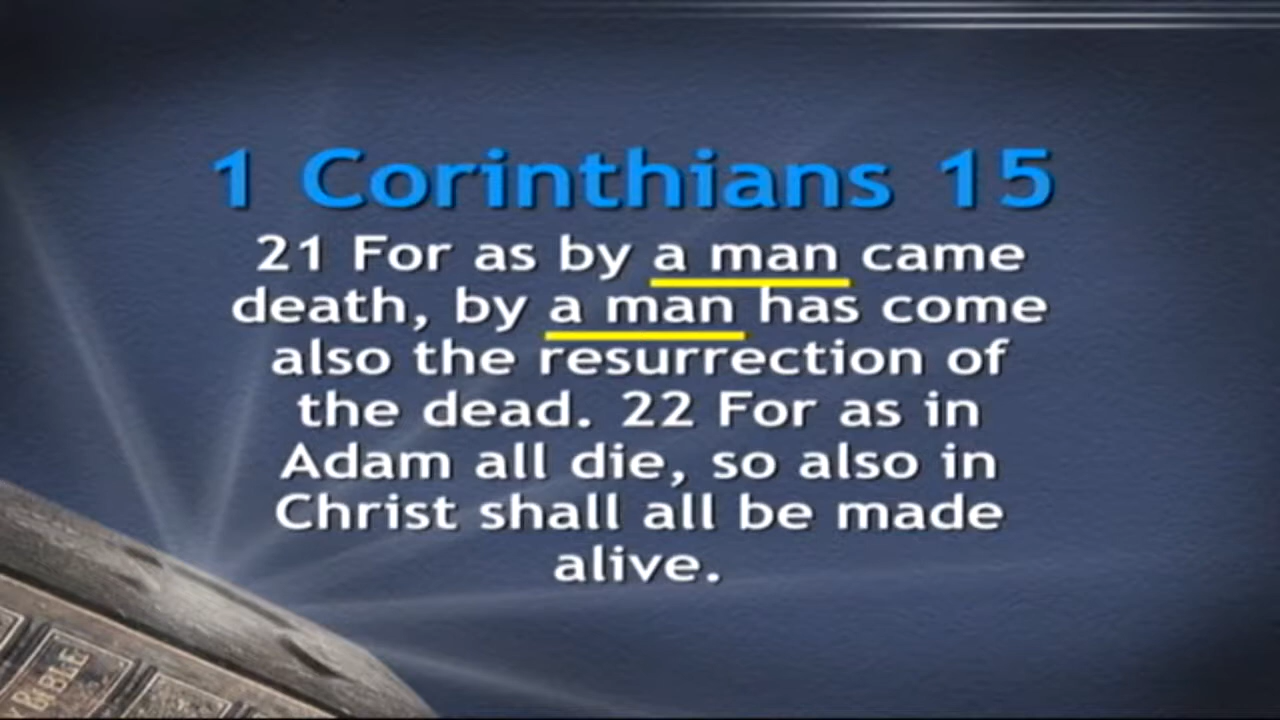 1 Corinthians 15
21 For as by a man came
death, by a man has come
also the resurrection of
the dead. 22 For as in
Adam all die, so also in
Christ shall all be made
alive.
BIBLE